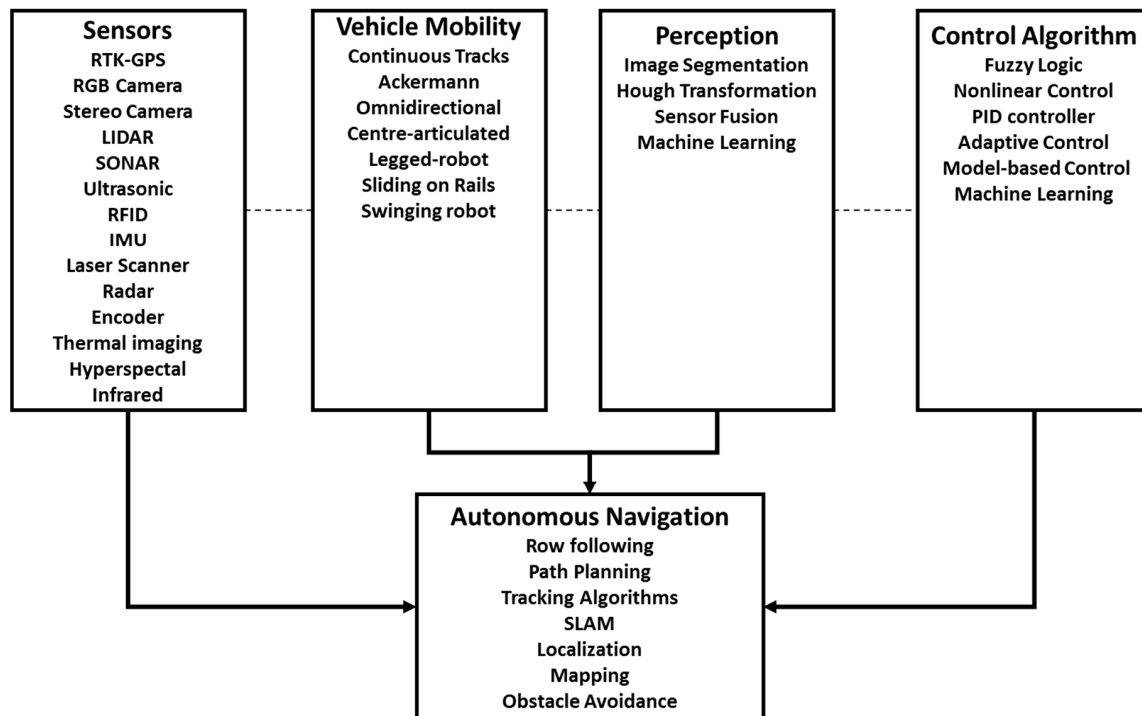 Sensors
RTK-GPS
RGB Camera
Stereo Camera
LIDAR
SONAR
Ultrasonic
RFID
IMU
Laser Scanner
Radar
Encoder
Thermal imaging
Hyperspectal
Infrared
Vehicle Mobility
Continuous Tracks
Ackermann
Omnidirectional
Centre-articulated
Legged-robot
Sliding on Rails
Swinging robot
Perception
Image Segmentation
Hough Transformation
Sensor Fusion
Machine Learning
Control Algorithm
Fuzzy Logic
Nonlinear Control
PID controller
Adaptive Control
Model-based Control
Machine Learning
Autonomous Navigation
Row following
Path Planning
Tracking Algorithms
SLAM
Localization
Mapping
Obstacle Avoidance